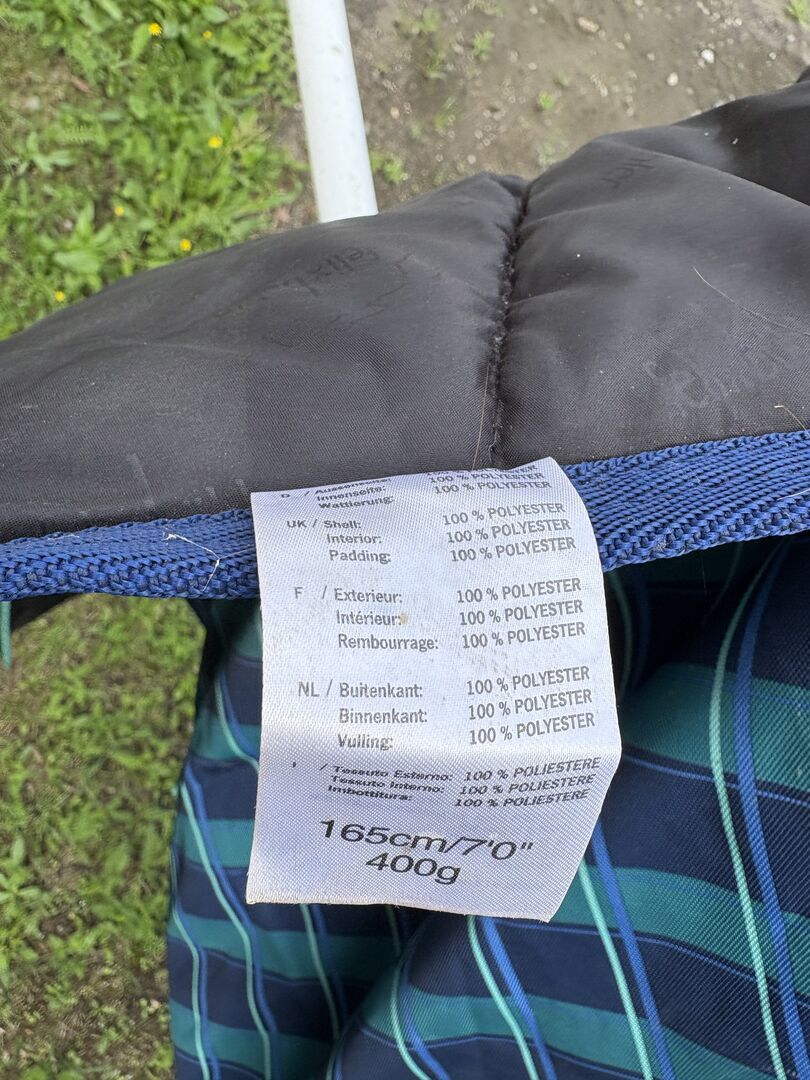 D / Aussenseite: 100 % POLYESTER
Innenseite: 100 % POLYESTER
Wattierung:
UK / Shell: 100 % POLYESTER
Interior: 100 % POLYESTER
Padding: 100 % POLYESTER
F / Exterieur: 100 % POLYESTER
Intérieur: 100 % POLYESTER
Rembourrage: 100 % POLYESTER
NL / Buitenkant: 100 % POLYESTER
Binnenkant: 100 % POLYESTER
Vulling: 100 % POLYESTER
/ Tessuto Externo: 100 % POLIESTERE
Tessuto Interno: 100 % POLIESTERE
Imbottitura: 100 % POLIESTERE
165cm/7'0"
400g